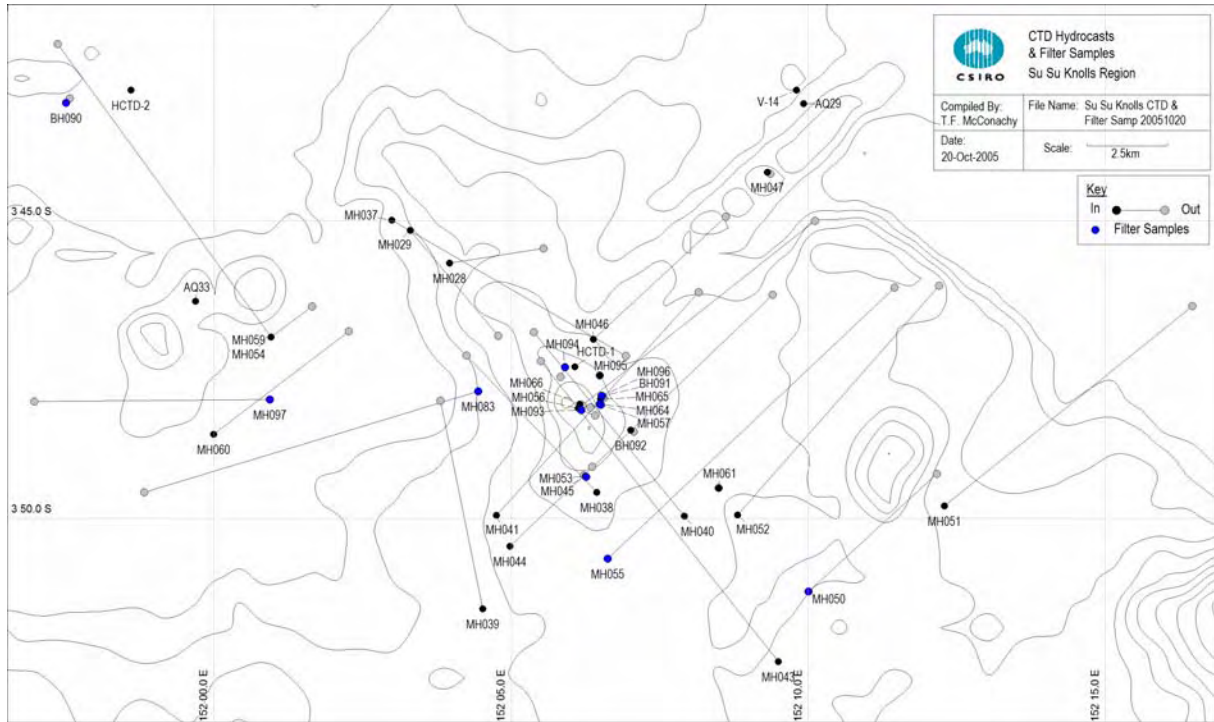 CSIRO
CTD Hydrocasts
& Filter Samples
Su Su Knolls Region
Compiled By:
T.F. McConachy
File Name: Su Su Knolls CTD &
Filter Samp 20051020
Date:
20-Oct-2005
Scale:
2.5km
Key
In
Out
Filter Samples
BH090
HCTD-2
V-14
AQ29
MH047
3 45.0 S
MH037
MH029
MH028
AQ33
MH059
MH054
MH046
MH094
HCTD-1
MH095
MH096
BH091
MH065
MH064
MH057
MH066
MH056
MH093
BH092
MH083
MH097
MH060
MH053
MH045
MH038
MH061
MH051
3 50.0 S
MH041
MH040
MH052
MH044
MH055
MH050
MH039
MH043
152 00.0 E
152 05.0 E
152 10.0 E
152 15.0 E